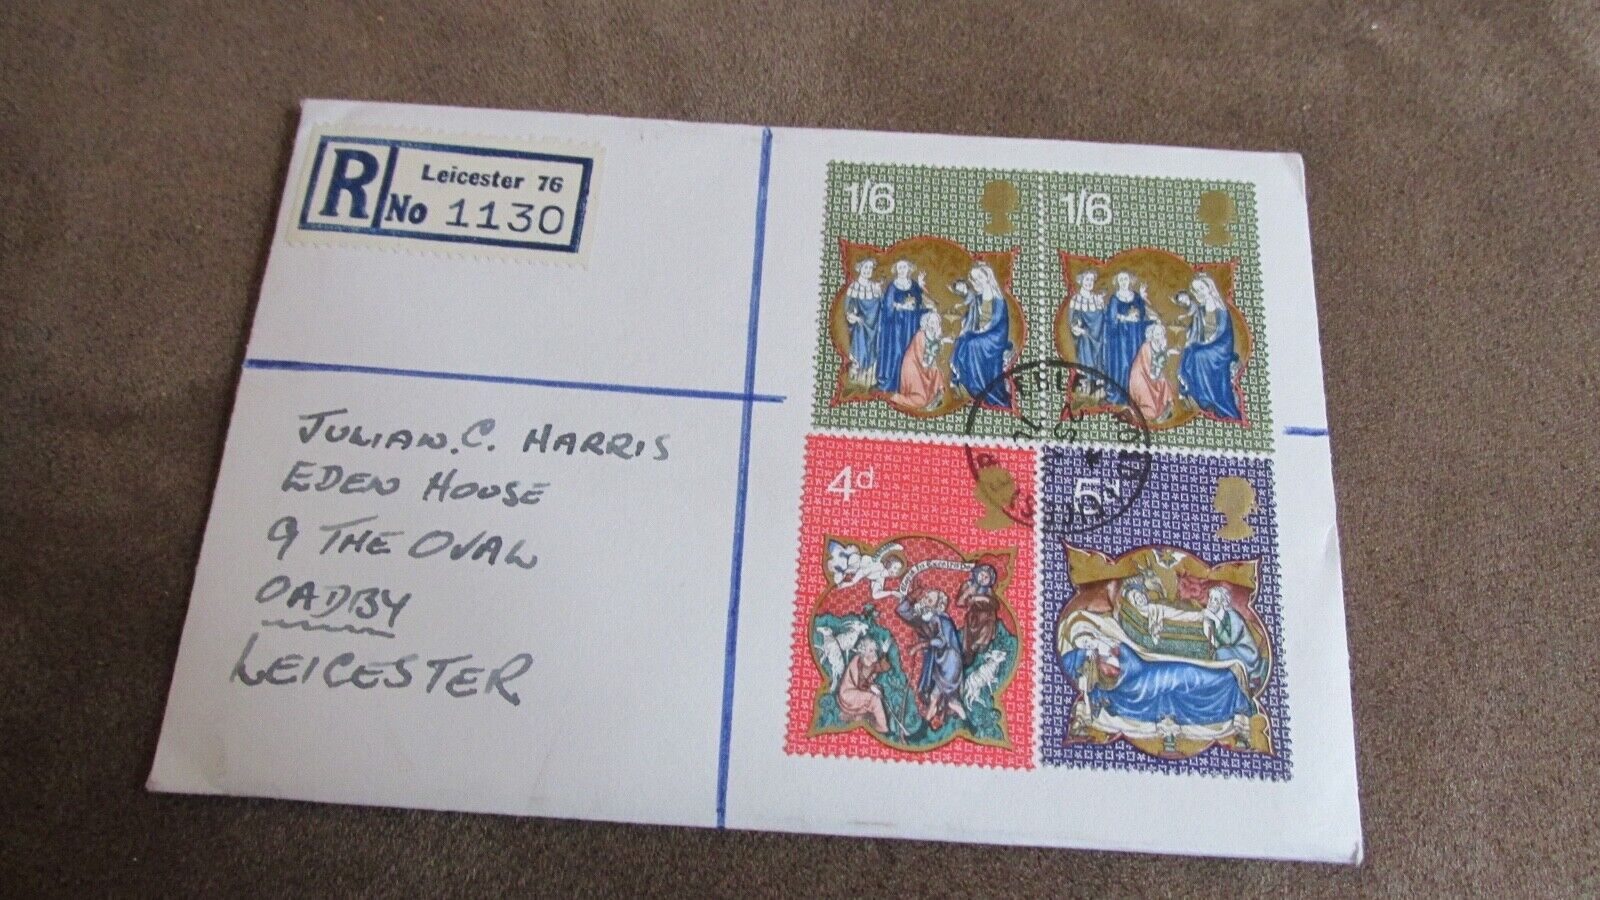 R
Leicester 76
No 1130
1/6
1/6
4d
5d
JULIAN.C. HARRIS
EDEN HOUSE
9 THE OVAL
OADBY
LEICESTER